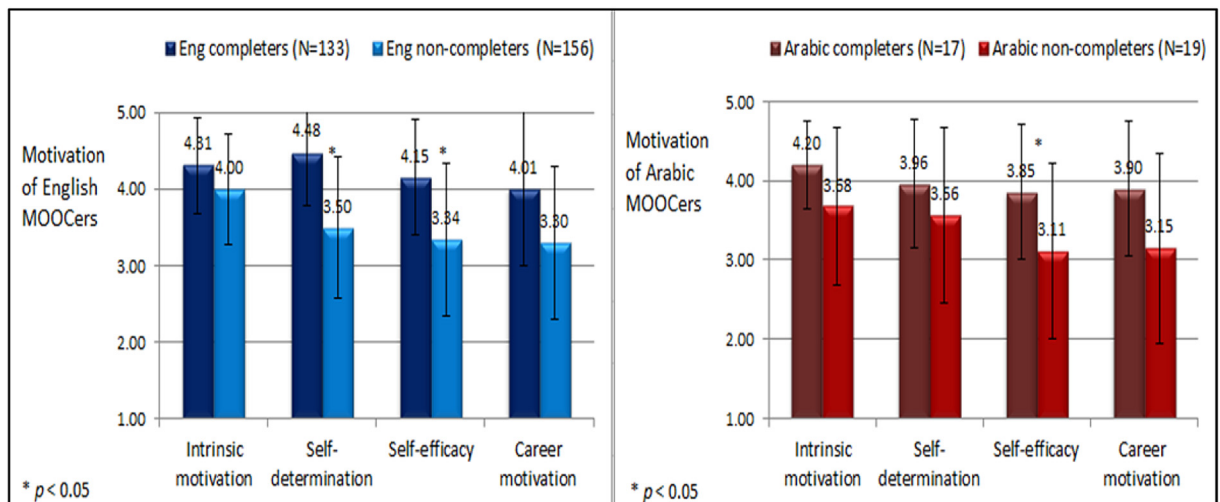 Eng completers (N=133) Eng non-completers (N=156)
Motivation
of English
MOOCers
5.00
4.00
3.00
2.00
1.00
4.31
4.00
4.48
*
3.50
4.15
*
3.34
4.01
3.30
Intrinsic
motivation
Self-
determination
Self-efficacy
Career
motivation
* p < 0.05
Arabic completers (N=17) Arabic non-completers (N=19)
Motivation
of Arabic
MOOCers
5.00
4.00
3.00
2.00
1.00
4.20
3.68
3.96
3.56
3.85
*
3.11
3.90
3.15
Intrinsic
motivation
Self-
determination
Self-efficacy
Career
motivation
* p < 0.05